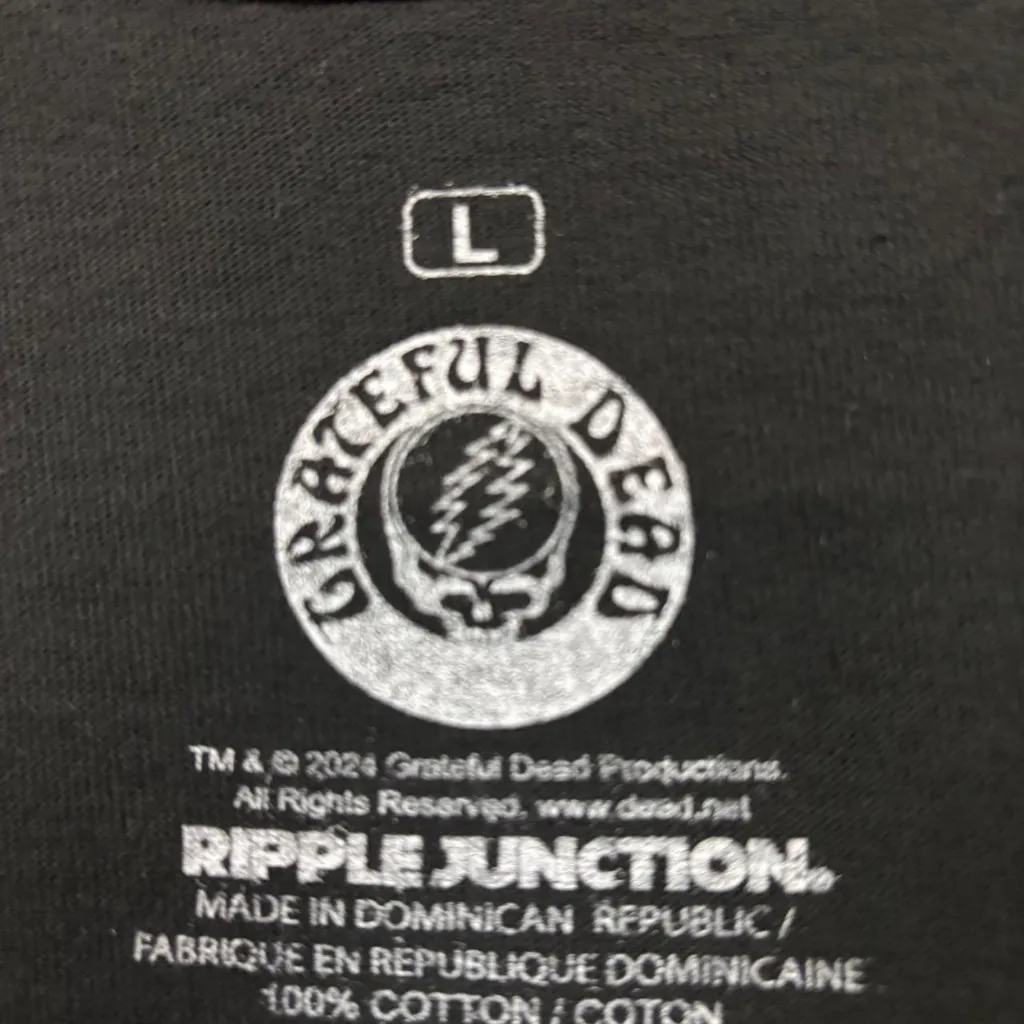 L
GRATEFUL DEAD
TM & © 2024 Grateful Dead Productions.
All Rights Reserved. www.dead.net
RIPPLE JUNCTION®
MADE IN DOMINICAN REPUBLIC /
FABRIQUE EN RÉPUBLIQUE DOMINICAINE
100% COTTON / COTON